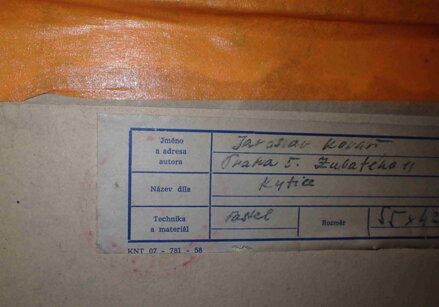 Jméno
a adresa
autora
Jaroslav Kovář
Praha 5. Zubatého 11
Název díla
Kytice
Technika
a materiál
Pastel
Rozměr
55 x
KNT 07 - 781 - 58